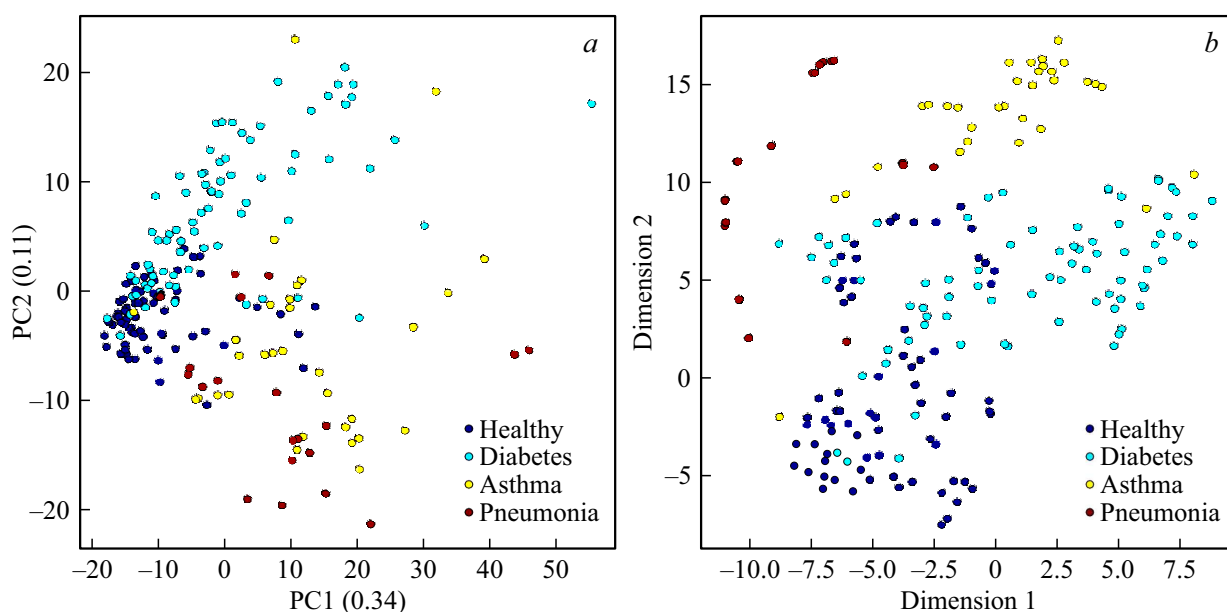 a
PC2 (0.11)
20
10
0
–10
–20
Healthy
Diabetes
Asthma
Pneumonia
–20 –10 0 10 20 30 40 50
PC1 (0.34)
b
Dimension 2
15
10
5
0
–5
Healthy
Diabetes
Asthma
Pneumonia
–10.0 –7.5 –5.0 –2.5 0 2.5 5.0 7.5
Dimension 1